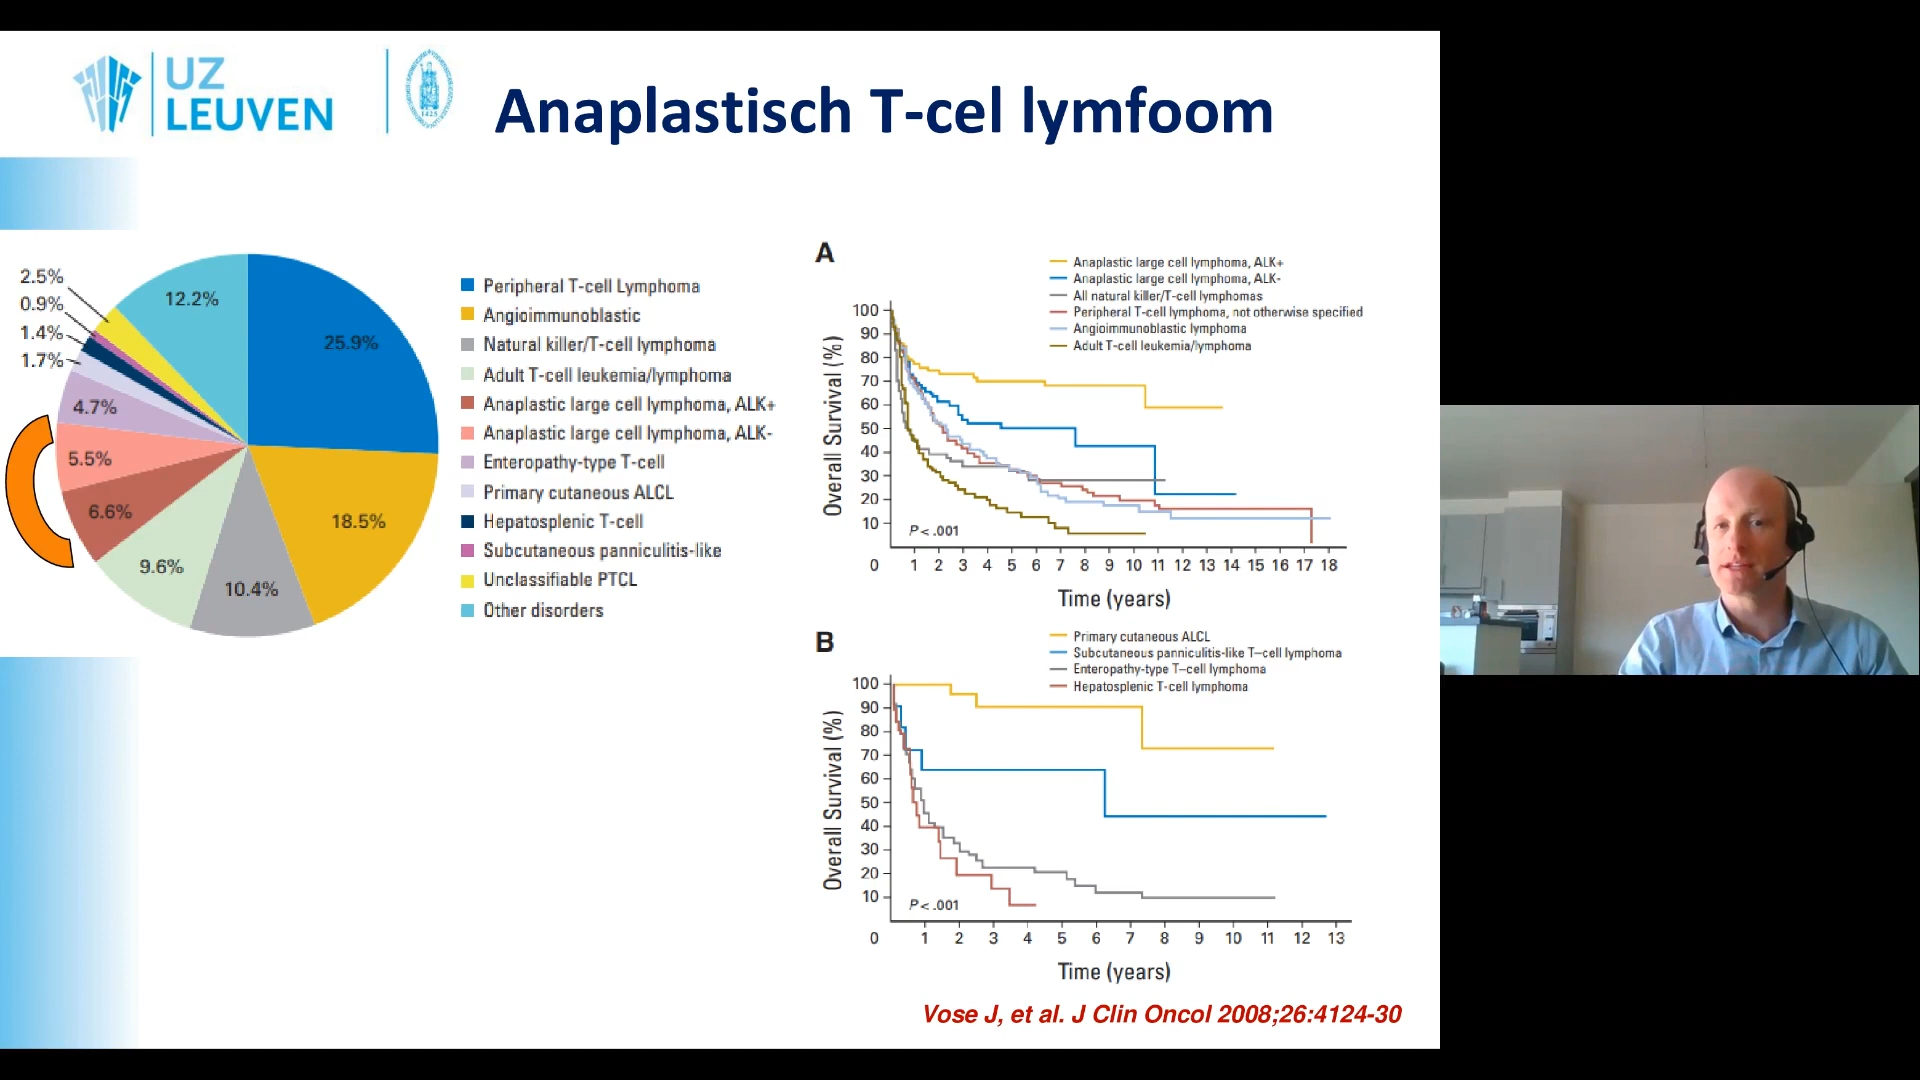 UZ
LEUVEN
1425
Anaplastisch T-cel lymfoom
2.5%
0.9%
1.4%
1.7%
4.7%
5.5%
6.6%
9.6%
10.4%
18.5%
25.9%
12.2%
Peripheral T-cell Lymphoma
Angioimmunoblastic
Natural killer/T-cell lymphoma
Adult T-cell leukemia/lymphoma
Anaplastic large cell lymphoma, ALK+
Anaplastic large cell lymphoma, ALK-
Enteropathy-type T-cell
Primary cutaneous ALCL
Hepatosplenic T-cell
Subcutaneous panniculitis-like
Unclassifiable PTCL
Other disorders
A
Anaplastic large cell lymphoma, ALK+
Anaplastic large cell lymphoma, ALK-
All natural killer/T-cell lymphomas
Peripheral T-cell lymphoma, not otherwise specified
Angioimmunoblastic lymphoma
Adult T-cell leukemia/lymphoma
Overall Survival (%)
100
90
80
70
60
50
40
30
20
10
P < .001
0 1 2 3 4 5 6 7 8 9 10 11 12 13 14 15 16 17 18
Time (years)
B
Primary cutaneous ALCL
Subcutaneous panniculitis-like T–cell lymphoma
Enteropathy-type T–cell lymphoma
Hepatosplenic T-cell lymphoma
Overall Survival (%)
100
90
80
70
60
50
40
30
20
10
P < .001
0 1 2 3 4 5 6 7 8 9 10 11 12 13
Time (years)
Vose J, et al. J Clin Oncol 2008;26:4124-30